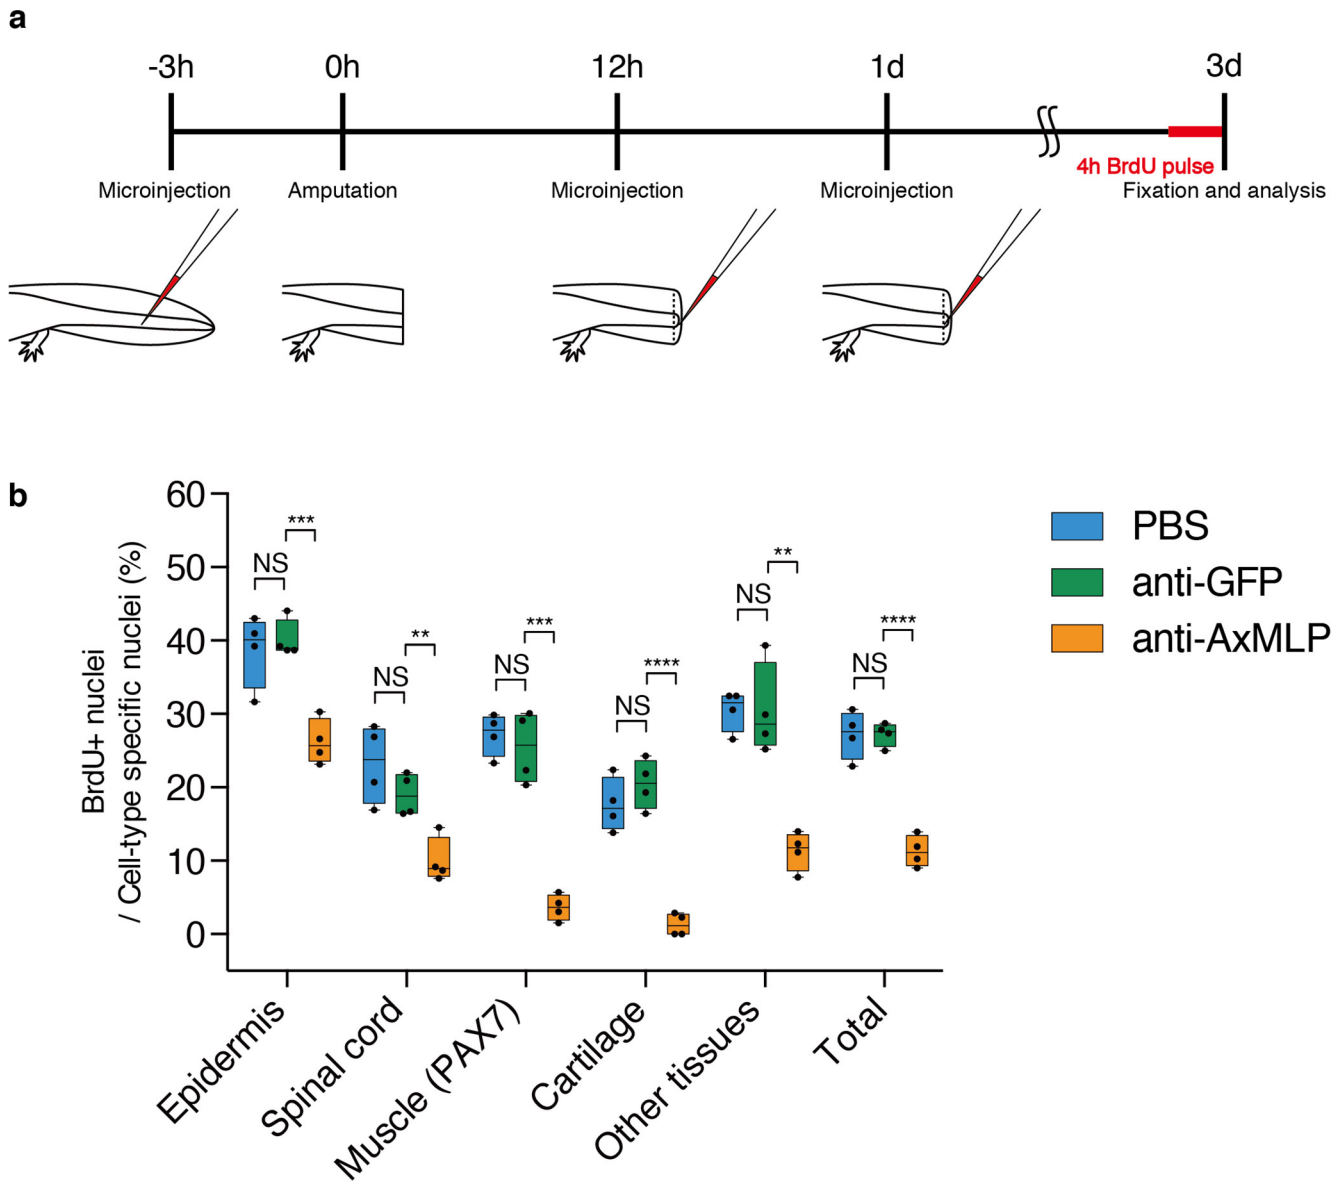 a
-3h 0h 12h 1d 3d
4h BrdU pulse
Microinjection Amputation Microinjection Microinjection Fixation and analysis
b
BrdU+ nuclei
/ Cell-type specific nuclei (%)
60
50
40
30
20
10
0
NS ***
NS **
NS ***
NS ****
NS **
NS ****
Epidermis
Spinal cord
Muscle (PAX7)
Cartilage
Other tissues
Total
PBS
anti-GFP
anti-AxMLP